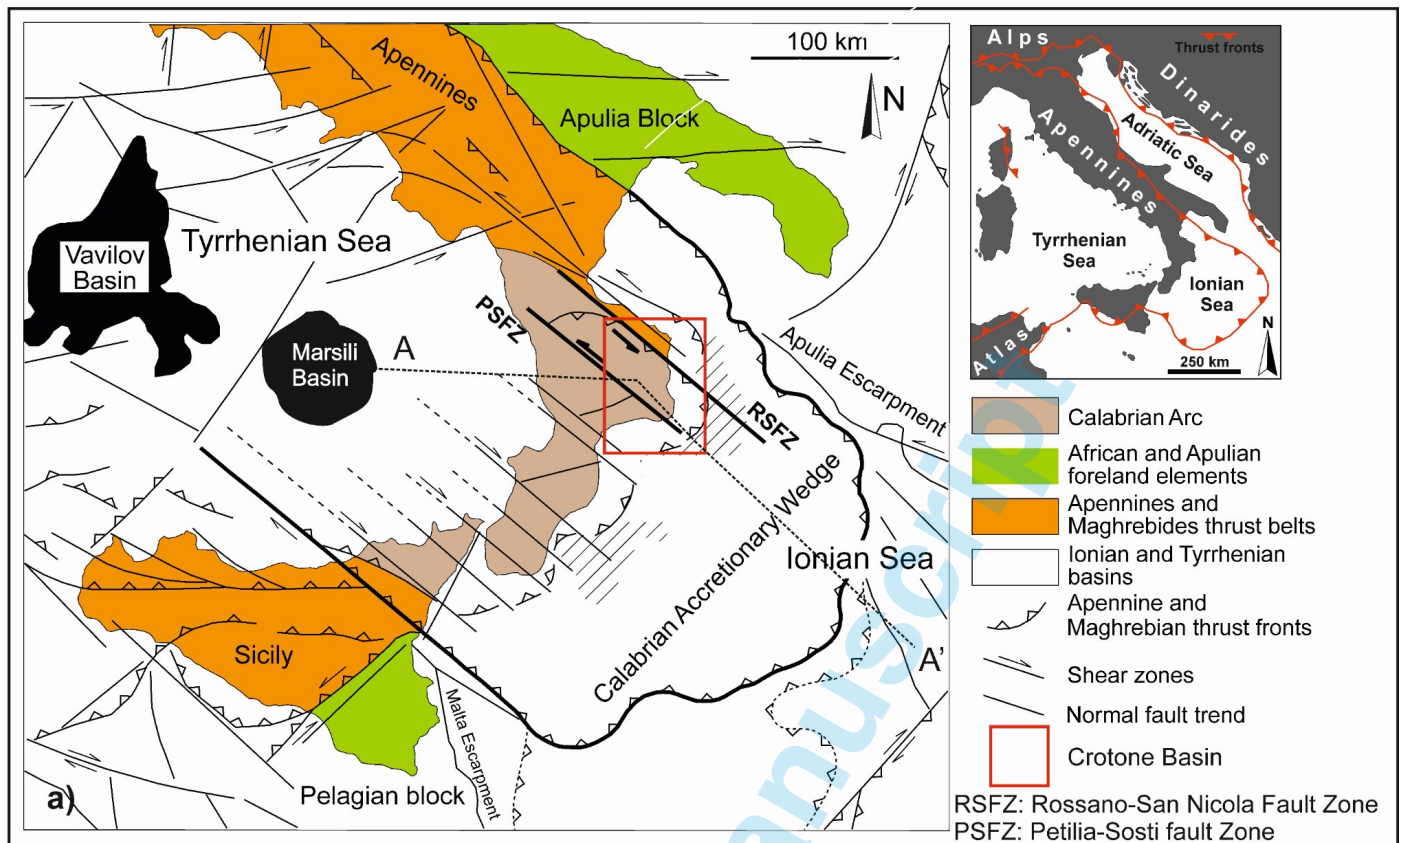 100 km
N
Apennines
Apulia Block
Tyrrhenian Sea
Vavilov
Basin
Marsili
Basin
A
PSFZ
RSFZ
Apulia Escarpment
Calabrian Accretionary Wedge
Ionian Sea
A'
Sicily
Malta Escarpment
Pelagian block
a)
Alps
Thrust fronts
Dinarides
Adriatic Sea
Apennines
Tyrrhenian
Sea
Ionian
Sea
Atlas
N
250 km
Calabrian Arc
African and Apulian
foreland elements
Apennines and
Maghrebides thrust belts
Ionian and Tyrrhenian
basins
Apennine and
Maghrebian thrust fronts
Shear zones
Normal fault trend
Crotone Basin
RSFZ: Rossano-San Nicola Fault Zone
PSFZ: Petilia-Sosti fault Zone
anuscript